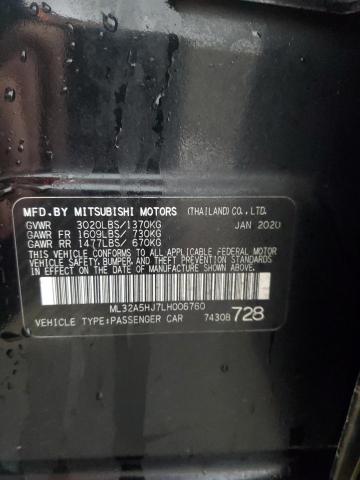 MFD.BY MITSUBISHI MOTORS (THAILAND)CO.,LTD.
GVWR 3020LBS/1370KG JAN 2020
GAWR FR 1609LBS/ 730KG
GAWR RR 1477LBS/ 670KG
THIS VEHICLE CONFORMS TO ALL APPLICABLE FEDERAL MOTOR
VEHICLE SAFETY, BUMPER, AND THEFT PREVENTION STANDARDS
IN EFFECT ON THE DATE OF MANUFACTURE SHOWN ABOVE.
ML32A5HJ7LH006760
VEHICLE TYPE:PASSENGER CAR 7430B 728